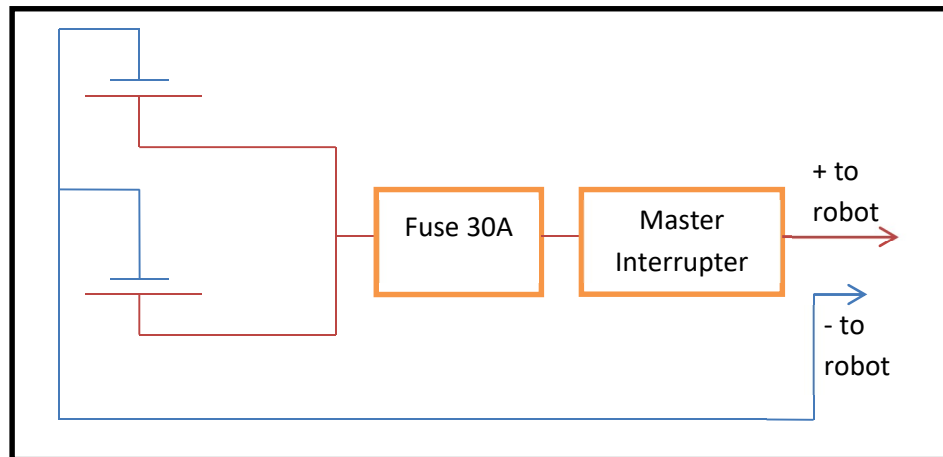 Fuse 30A
Master
Interrupter
+ to
robot
- to
robot